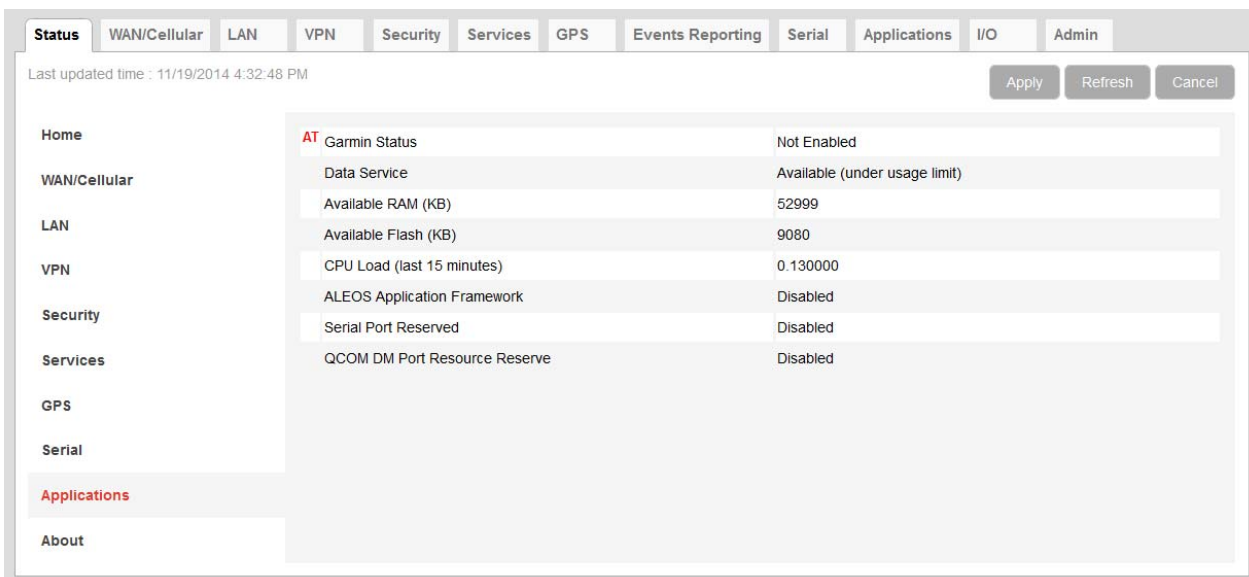 Status WAN/Cellular LAN VPN Security Services GPS Events Reporting Serial Applications I/O Admin
Last updated time : 11/19/2014 4:32:48 PM
Apply Refresh Cancel
Home
WAN/Cellular
LAN
VPN
Security
Services
GPS
Serial
Applications
About
AT Garmin Status Not Enabled
Data Service Available (under usage limit)
Available RAM (KB) 52999
Available Flash (KB) 9080
CPU Load (last 15 minutes) 0.130000
ALEOS Application Framework Disabled
Serial Port Reserved Disabled
QCOM DM Port Resource Reserve Disabled